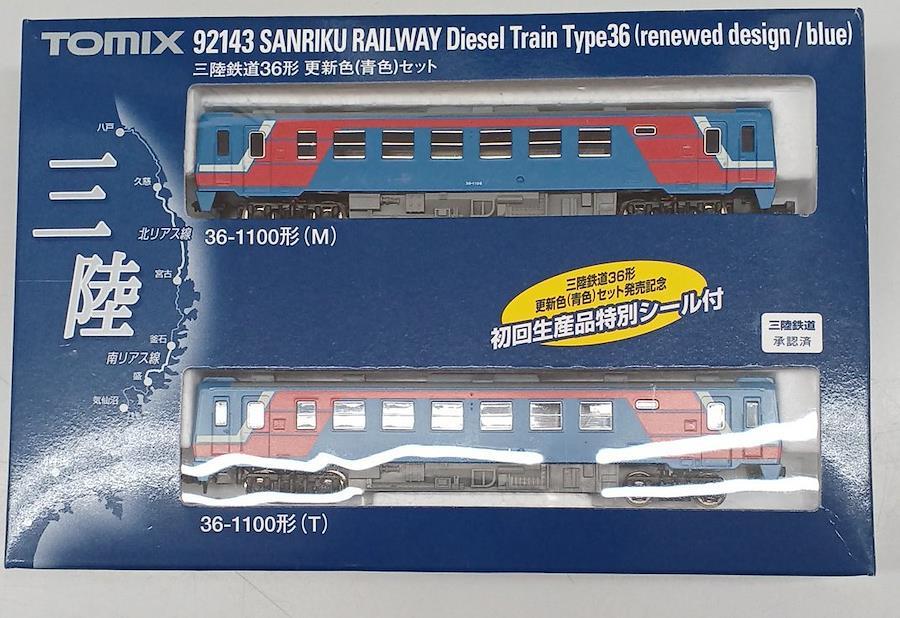 TOMIX 92143 SANRIKU RAILWAY Diesel Train Type36 (renewed design / blue)
三陸鉄道36形 更新色(青色)セット
三陸
八戸
久慈
北リアス線
宮古
釜石
南リアス線
盛
気仙沼
36-1100形(M)
三陸鉄道36形
更新色(青色)セット発売記念
初回生産品特別シール付
三陸鉄道
承認済
36-1100形(T)